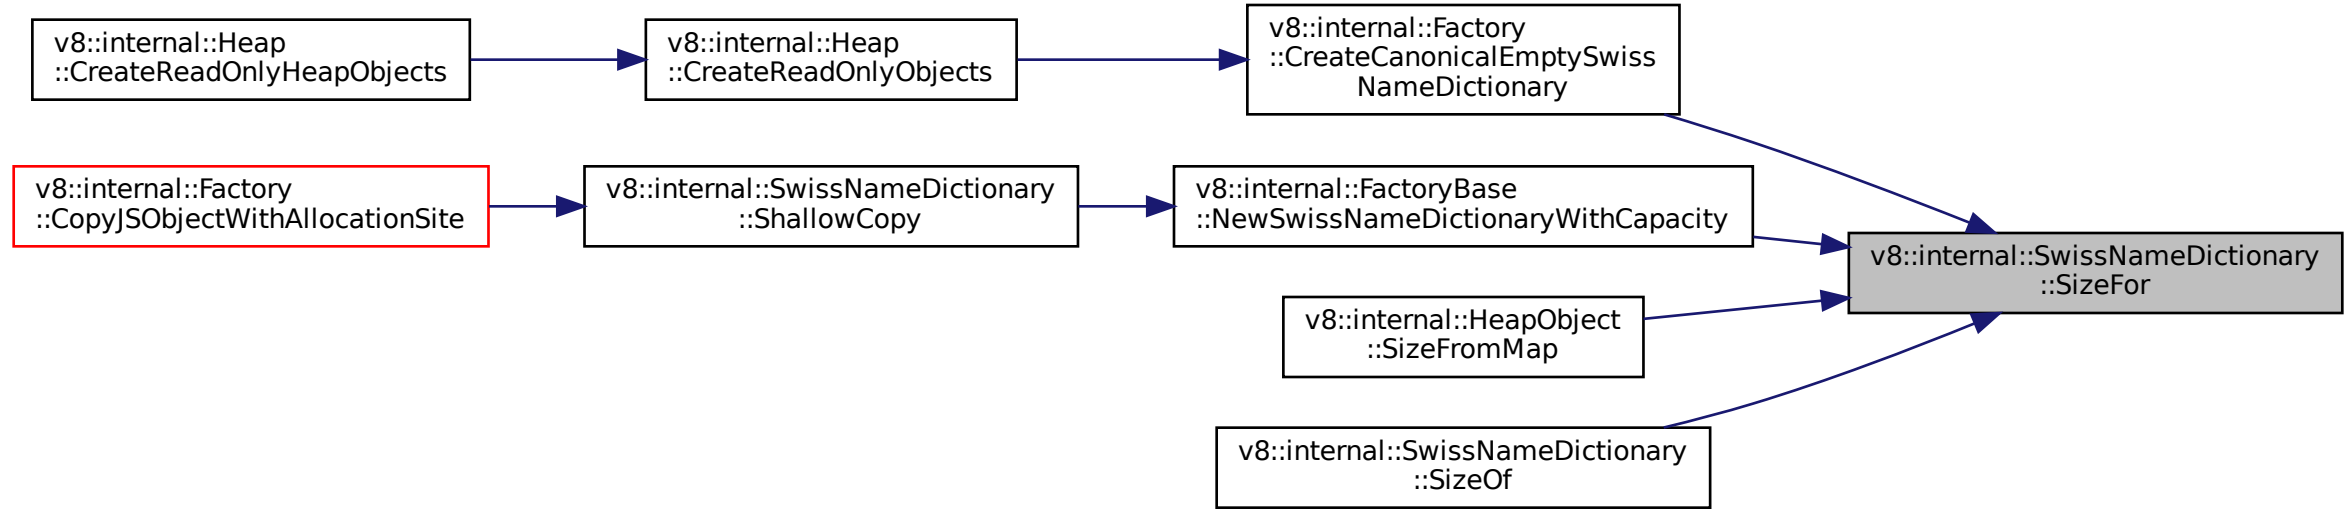 v8::internal::Heap
::CreateReadOnlyHeapObjects
v8::internal::Heap
::CreateReadOnlyObjects
v8::internal::Factory
::CreateCanonicalEmptySwiss
NameDictionary
v8::internal::Factory
::CopyJSObjectWithAllocationSite
v8::internal::SwissNameDictionary
::ShallowCopy
v8::internal::FactoryBase
::NewSwissNameDictionaryWithCapacity
v8::internal::SwissNameDictionary
::SizeFor
v8::internal::HeapObject
::SizeFromMap
v8::internal::SwissNameDictionary
::SizeOf